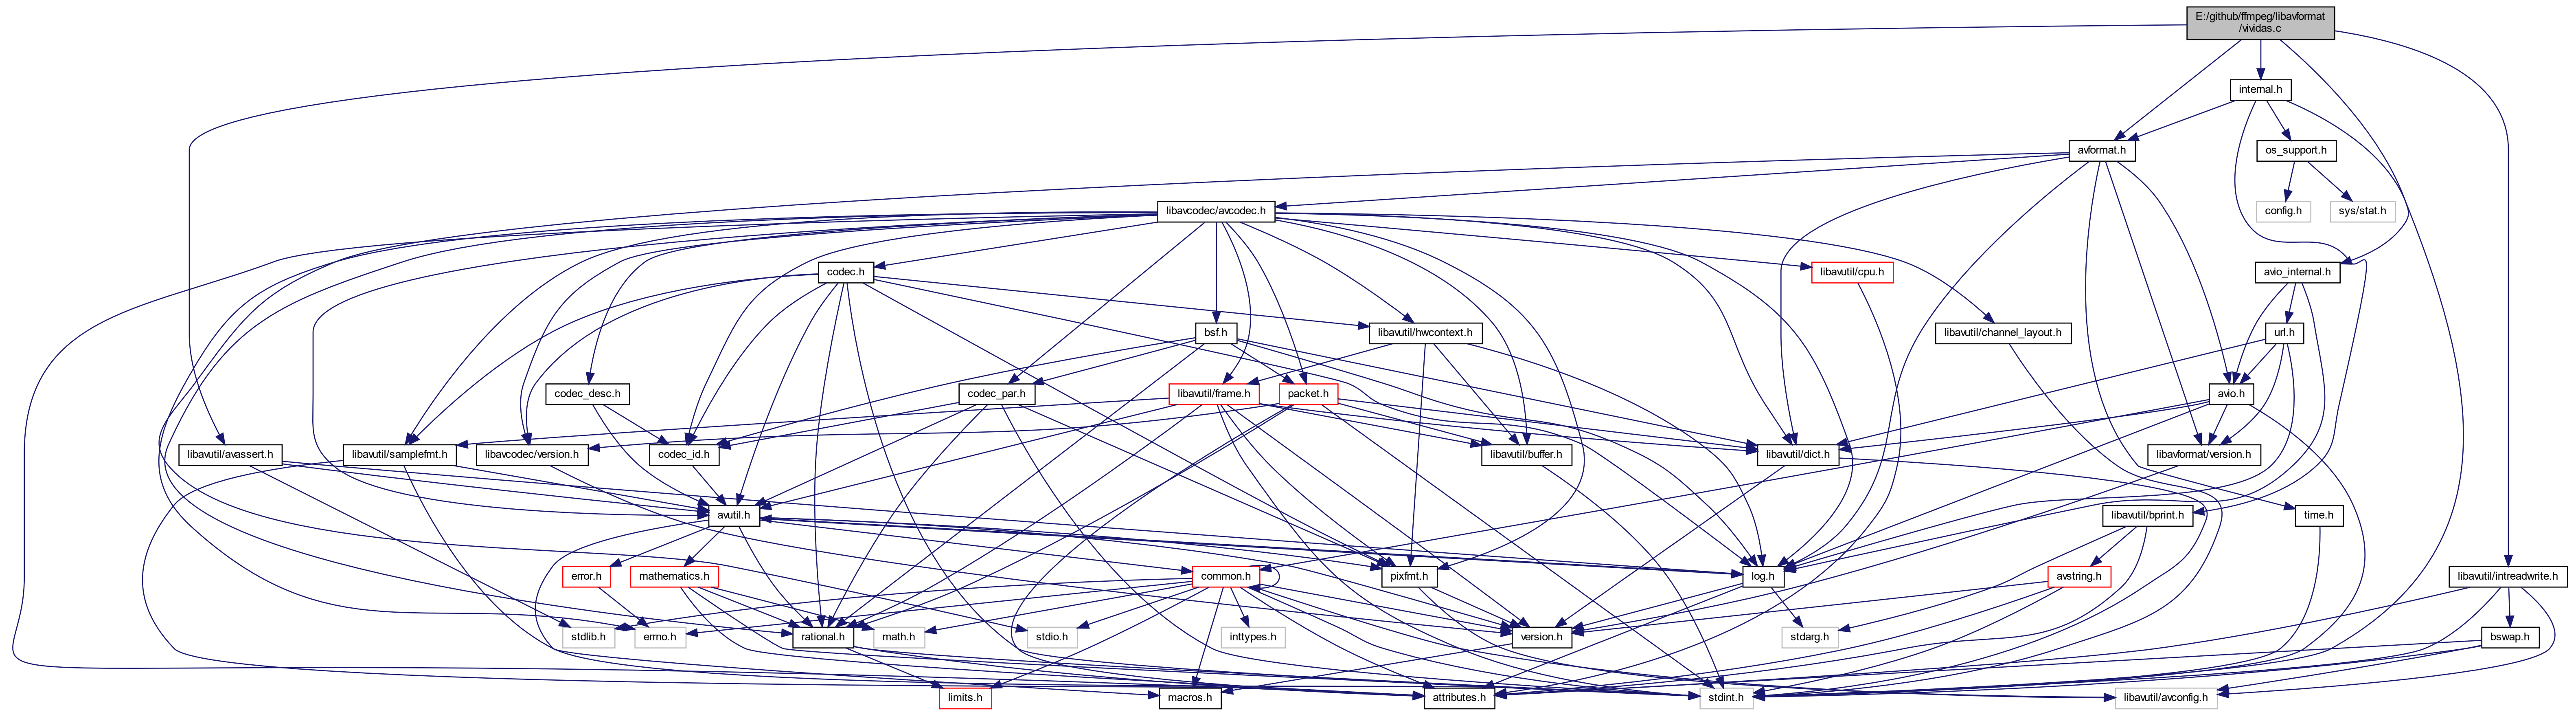 E:/github/ffmpeg/libavformat
/vividas.c
internal.h
avformat.h
os_support.h
libavcodec/avcodec.h
config.h
sys/stat.h
codec.h
libavutil/cpu.h
avio_internal.h
bsf.h
libavutil/hwcontext.h
libavutil/channel_layout.h
url.h
codec_desc.h
codec_par.h
libavutil/frame.h
packet.h
avio.h
libavutil/avassert.h
libavutil/samplefmt.h
libavcodec/version.h
codec_id.h
libavutil/buffer.h
libavutil/dict.h
libavformat/version.h
avutil.h
libavutil/bprint.h
time.h
error.h
mathematics.h
common.h
pixfmt.h
log.h
avstring.h
libavutil/intreadwrite.h
stdlib.h
errno.h
rational.h
math.h
stdio.h
inttypes.h
version.h
stdarg.h
bswap.h
limits.h
macros.h
attributes.h
stdint.h
libavutil/avconfig.h